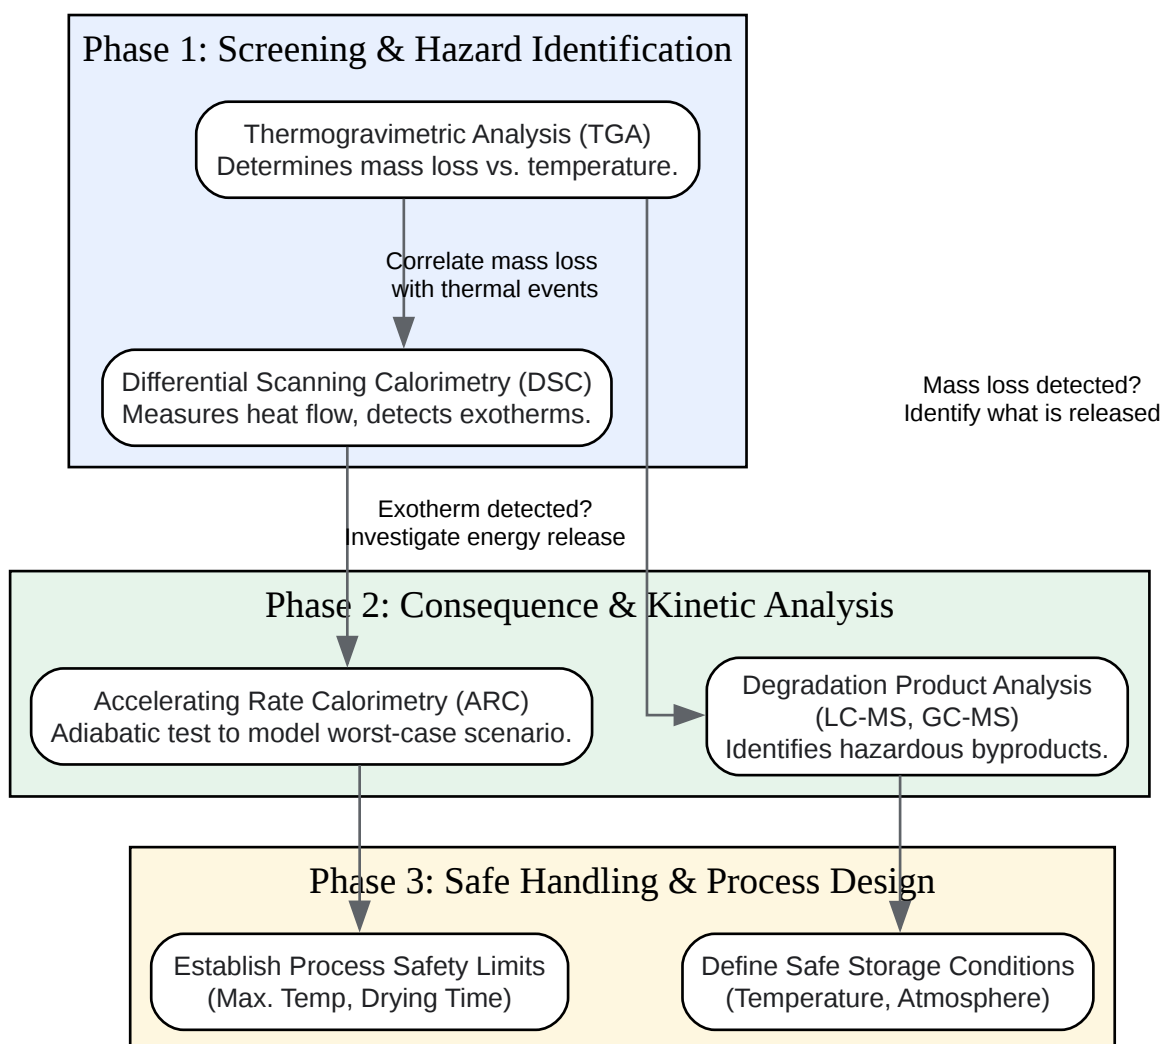 Phase 1: Screening & Hazard Identification
Thermogravimetric Analysis (TGA)
Determines mass loss vs. temperature.
Correlate mass loss
with thermal events
Differential Scanning Calorimetry (DSC)
Measures heat flow, detects exotherms.
Mass loss detected?
Identify what is released
Exotherm detected?
Investigate energy release
Phase 2: Consequence & Kinetic Analysis
Accelerating Rate Calorimetry (ARC)
Adiabatic test to model worst-case scenario.
Degradation Product Analysis
(LC-MS, GC-MS)
Identifies hazardous byproducts.
Phase 3: Safe Handling & Process Design
Establish Process Safety Limits
(Max. Temp, Drying Time)
Define Safe Storage Conditions
(Temperature, Atmosphere)